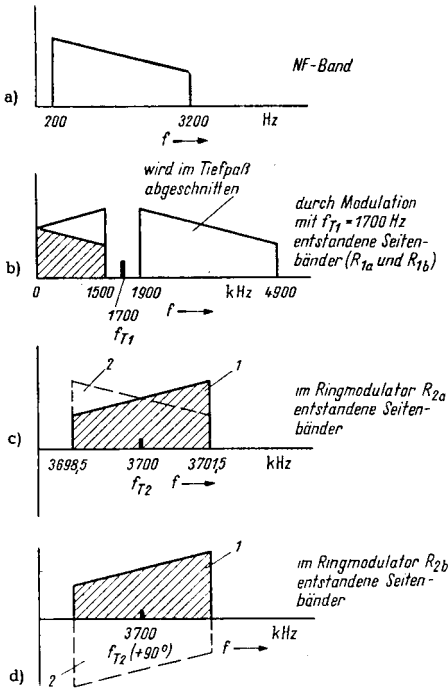 NF-Band
a)
200
3200
Hz
f
wird im Tiefpaß
abgeschnitten
durch Modulation
mit fT1 = 1700 Hz
entstandene Seiten-
bänder (R1a und R1b)
b)
0
1500
1900
kHz
4900
1700
f
fT1
2
1
im Ringmodulator R2a
entstandene Seiten-
bänder
c)
3698,5
3700
3701,5
kHz
fT2
f
1
im Ringmodulator R2b
entstandene Seiten-
bänder
3700
fT2 (+90°)
f
2
d)